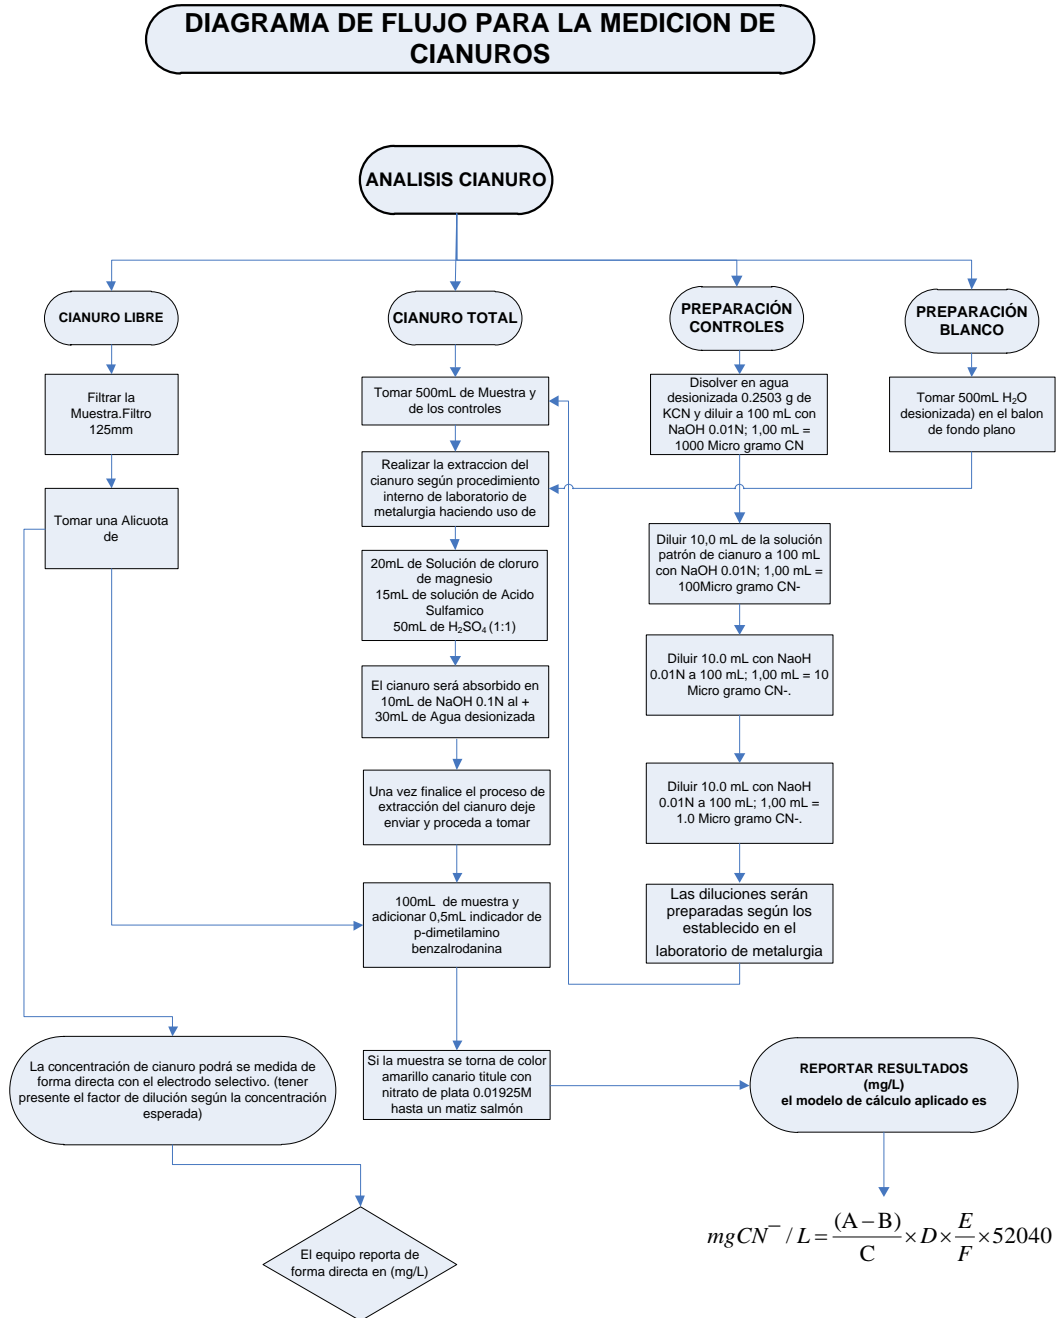 DIAGRAMA DE FLUJO PARA LA MEDICION DE
CIANUROS
ANALISIS CIANURO
CIANURO LIBRE
Filtrar la
Muestra.Filtro
125mm
Tomar una Alicuota
de
CIANURO TOTAL
Tomar 500mL de Muestra y
de los controles
Realizar la extraccion del
cianuro según procedimiento
interno de laboratorio de
metalurgia haciendo uso de
20mL de Solución de cloruro
de magnesio
15mL de solución de Acido
Sulfamico
50mL de H₂SO₄ (1:1)
El cianuro será absorbido en
10mL de NaOH 0.1N al +
30mL de Agua desionizada
Una vez finalice el proceso de
extracción del cianuro deje
enviar y proceda a tomar
100mL  de muestra y
adicionar 0,5mL indicador de
p-dimetilamino
benzalrodanina
Si la muestra se torna de color
amarillo canario titule con
nitrato de plata 0.01925M
hasta un matiz salmón
PREPARACIÓN
CONTROLES
Disolver en agua
desionizada 0.2503 g de
KCN y diluir a 100 mL con
NaOH 0.01N; 1,00 mL =
1000 Micro gramo CN
Diluir 10,0 mL de la solución
patrón de cianuro a 100 mL
con NaOH 0.01N; 1,00 mL =
100Micro gramo CN-
Diluir 10.0 mL con NaoH
0.01N a 100 mL; 1,00 mL = 10
Micro gramo CN-.
Diluir 10.0 mL con NaoH
0.01N a 100 mL; 1,00 mL =
1.0 Micro gramo CN-.
Las diluciones serán
preparadas según los
establecido en el
laboratorio de metalurgia
PREPARACIÓN
BLANCO
Tomar 500mL H₂O
desionizada) en el balon
de fondo plano
La concentración de cianuro podrá se medida de
forma directa con el electrodo selectivo. (tener
presente el factor de dilución según la concentración
esperada)
El equipo reporta de
forma directa en (mg/L)
REPORTAR RESULTADOS
(mg/L)
el modelo de cálculo aplicado es
mgCN⁻ / L = (A − B) / C × D × E / F × 52040